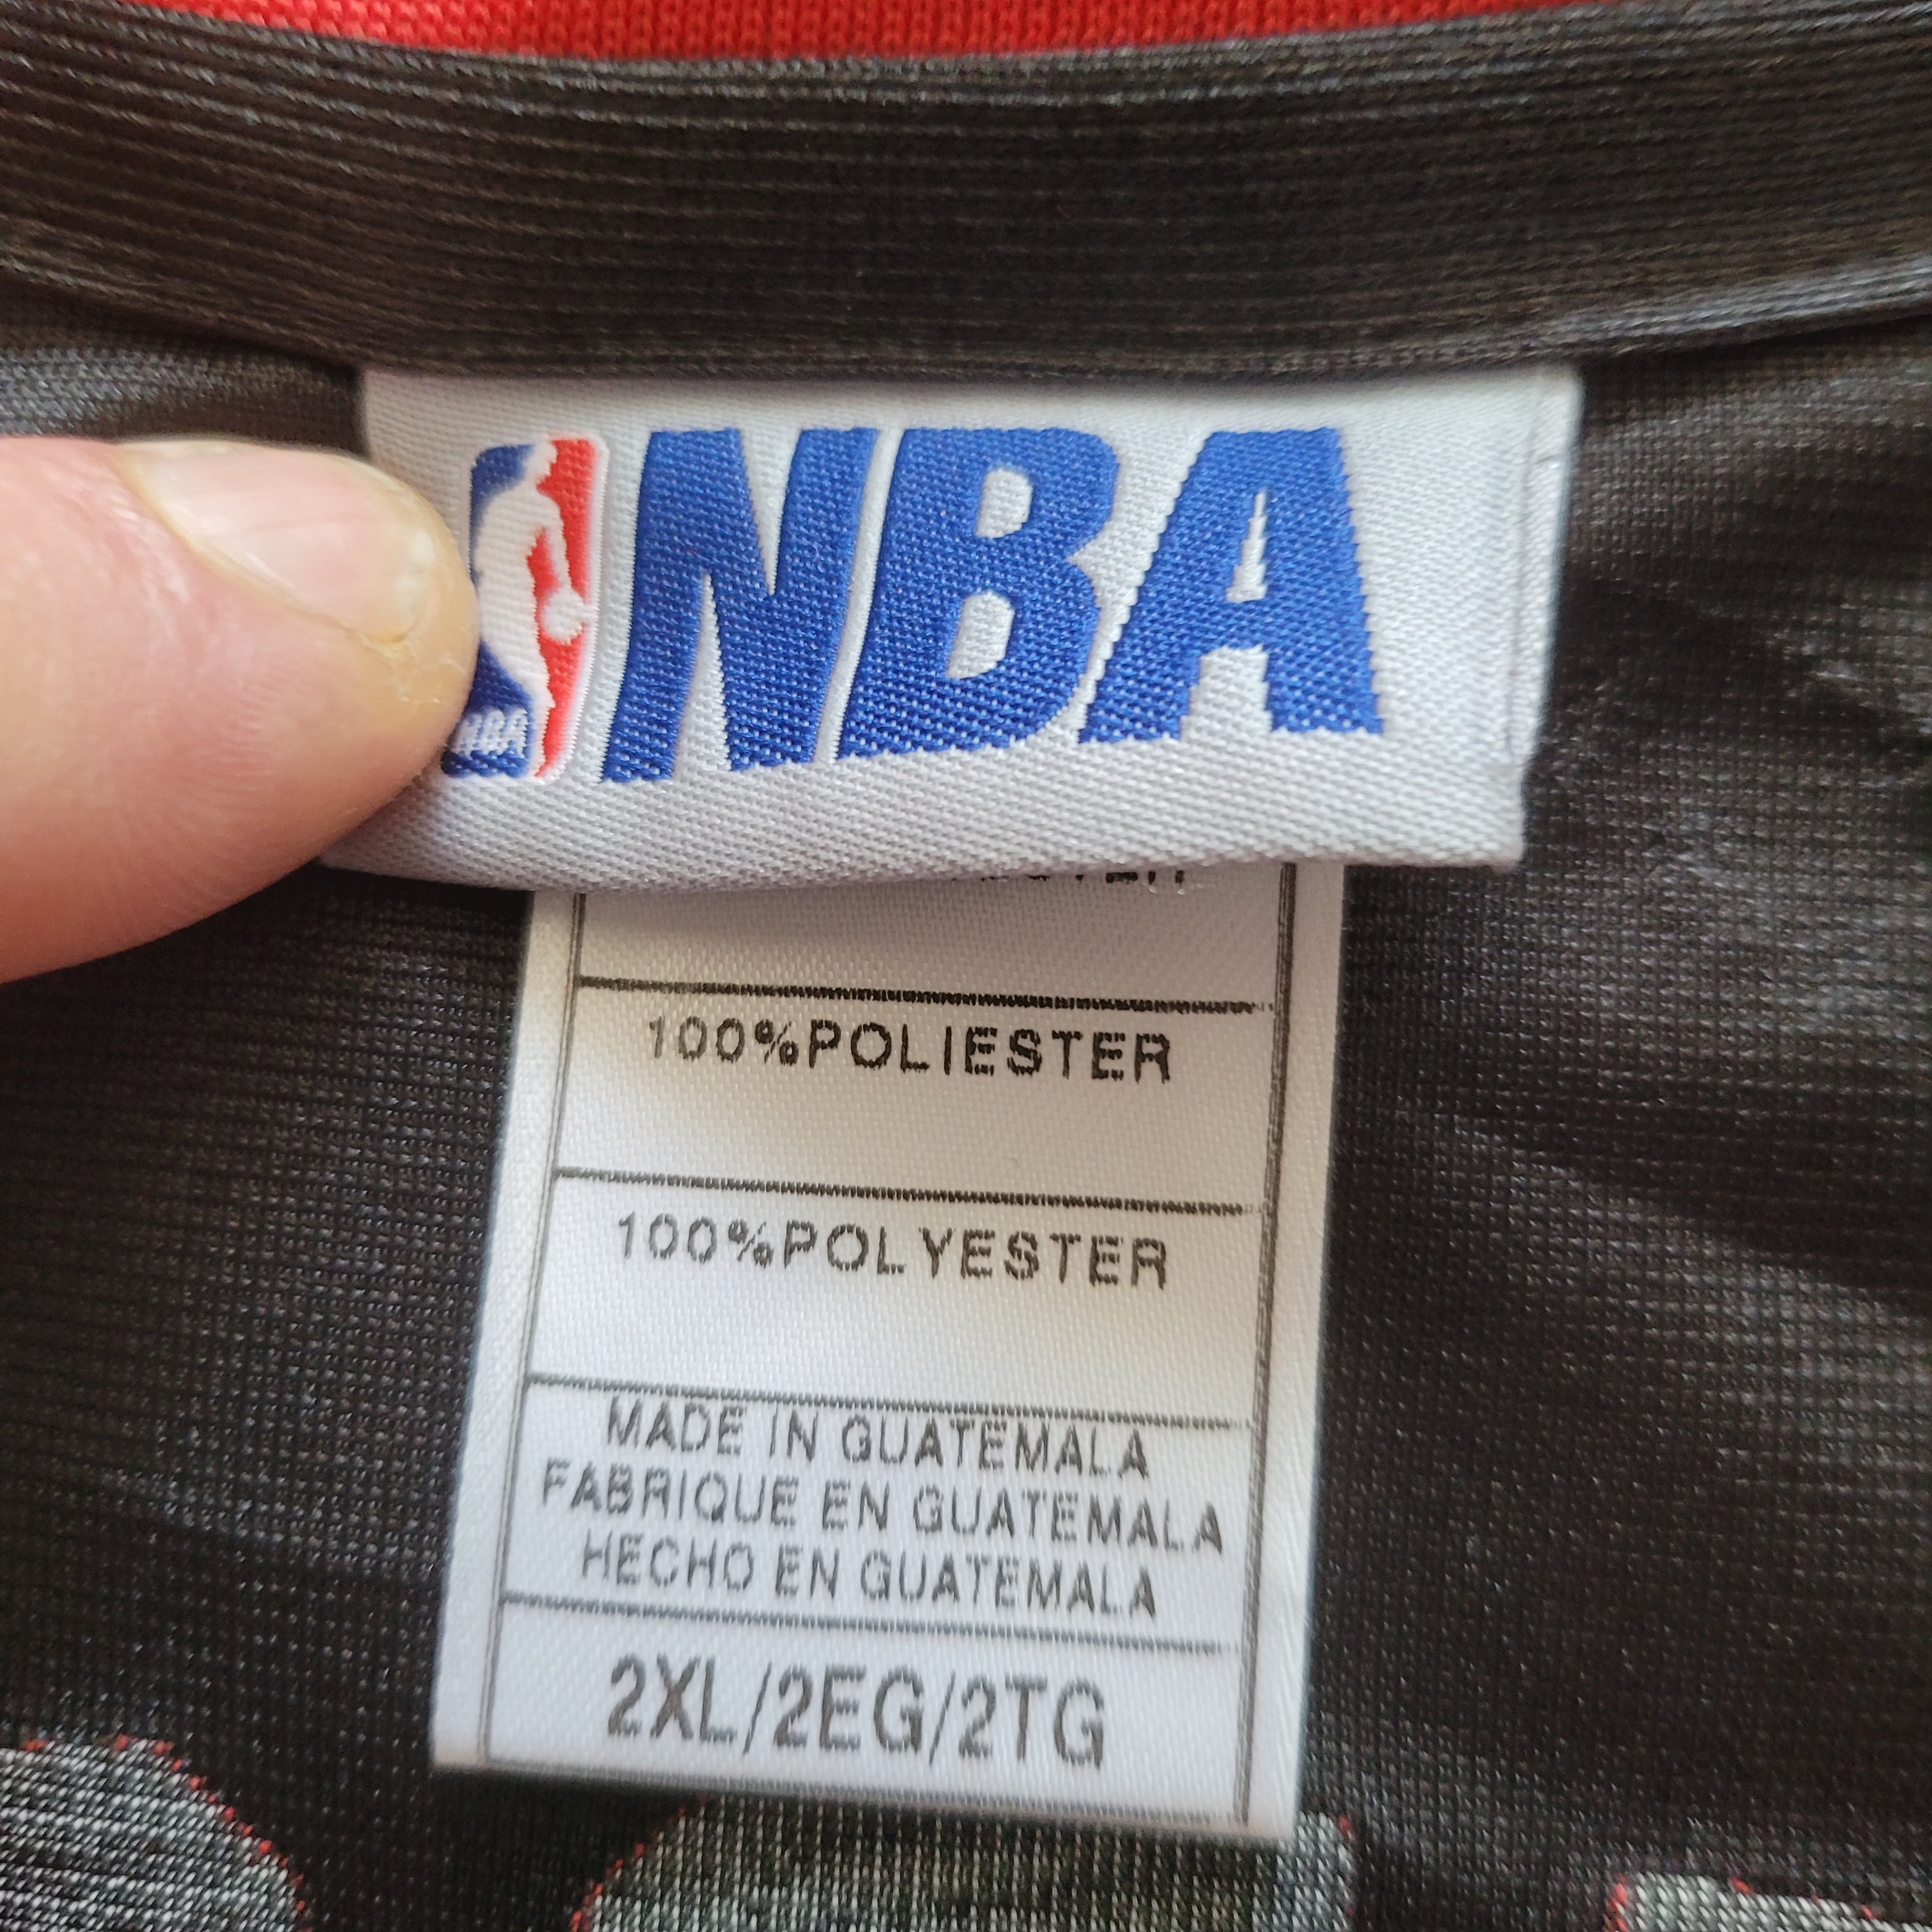 NBA
NBA
100%POLIESTER
100%POLYESTER
MADE IN GUATEMALA
FABRIQUE EN GUATEMALA
HECHO EN GUATEMALA
2XL/2EG/2TG